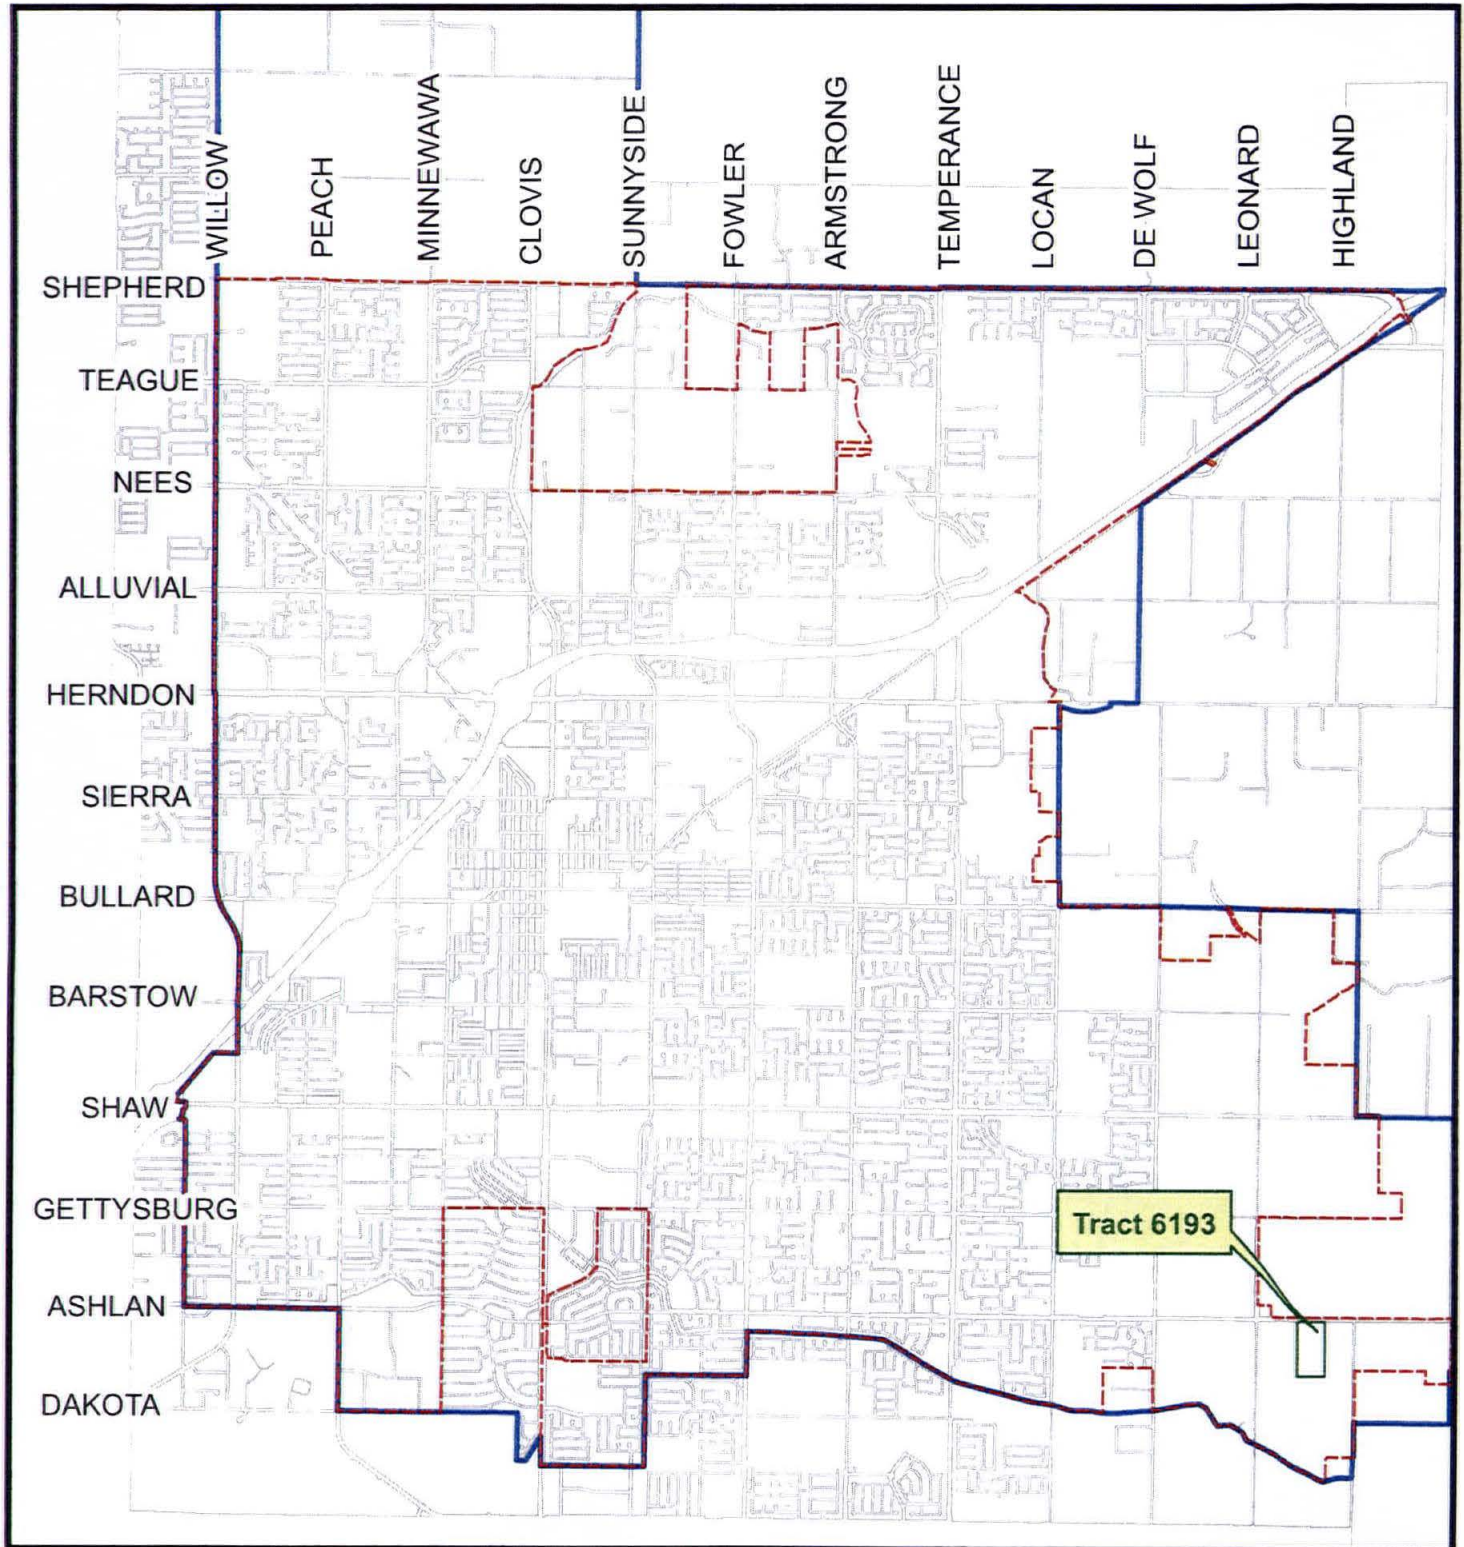 WILLOW
PEACH
MINNEWAWA
CLOVIS
SUNNYSIDE
FOWLER
ARMSTRONG
TEMPERANCE
LOCAN
DE WOLF
LEONARD
HIGHLAND
SHEPHERD
TEAGUE
NEES
ALLUVIAL
HERNDON
SIERRA
BULLARD
BARSTOW
SHAW
GETTYSBURG
Tract 6193
ASHLAN
DAKOTA